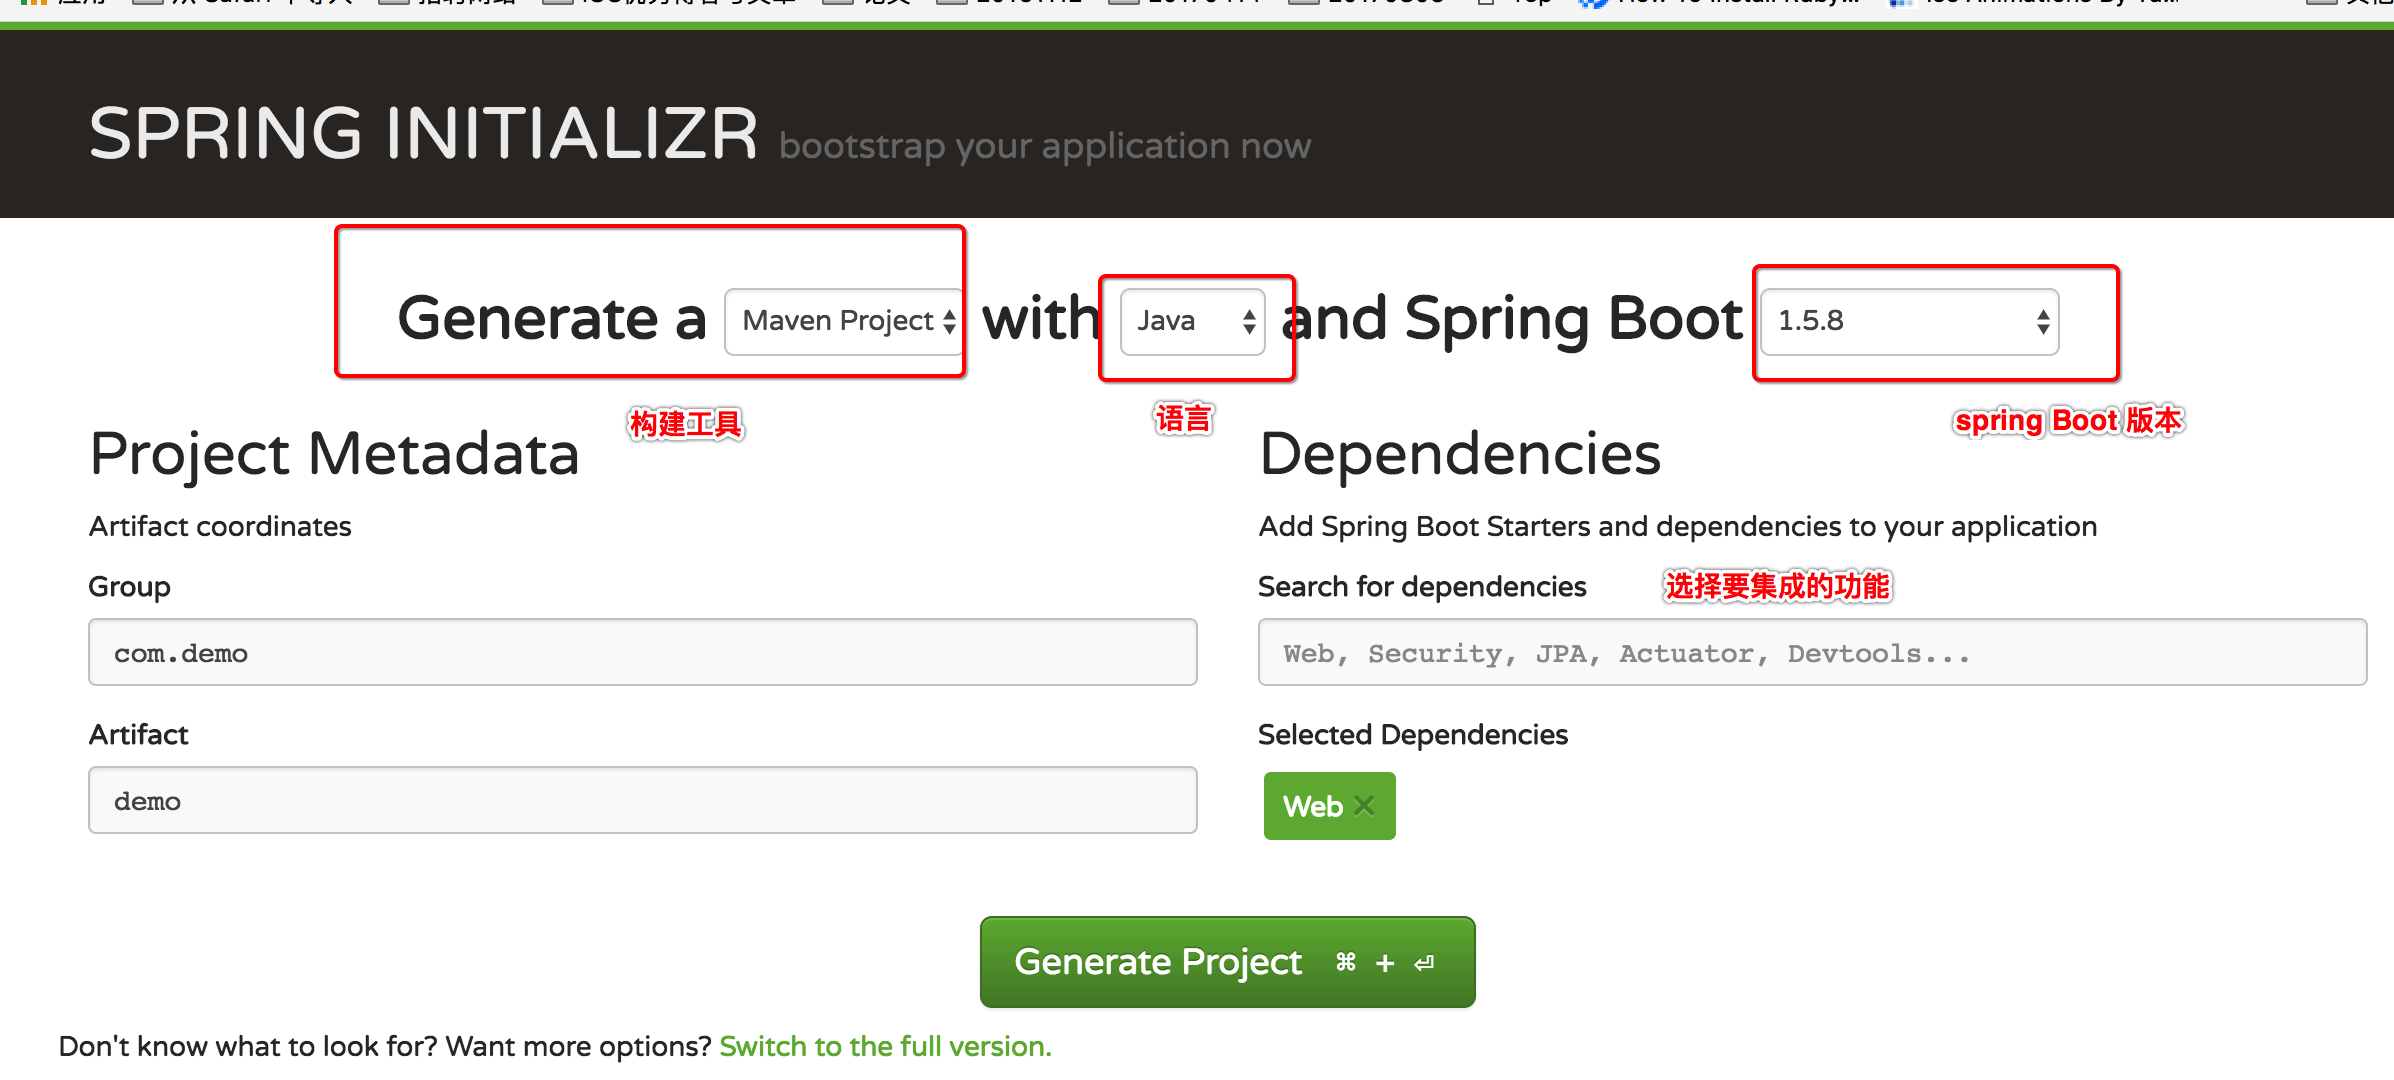 SPRING INITIALIZR bootstrap your application now
Generate a Maven Project with Java and Spring Boot 1.5.8
构建工具 语言 spring Boot 版本
Project Metadata
Artifact coordinates
Group
com.demo
Artifact
demo
Dependencies
Add Spring Boot Starters and dependencies to your application
Search for dependencies 选择要集成的功能
Web, Security, JPA, Actuator, Devtools...
Selected Dependencies
Web ×
Generate Project ⌘ + ⏎
Don't know what to look for? Want more options? Switch to the full version.